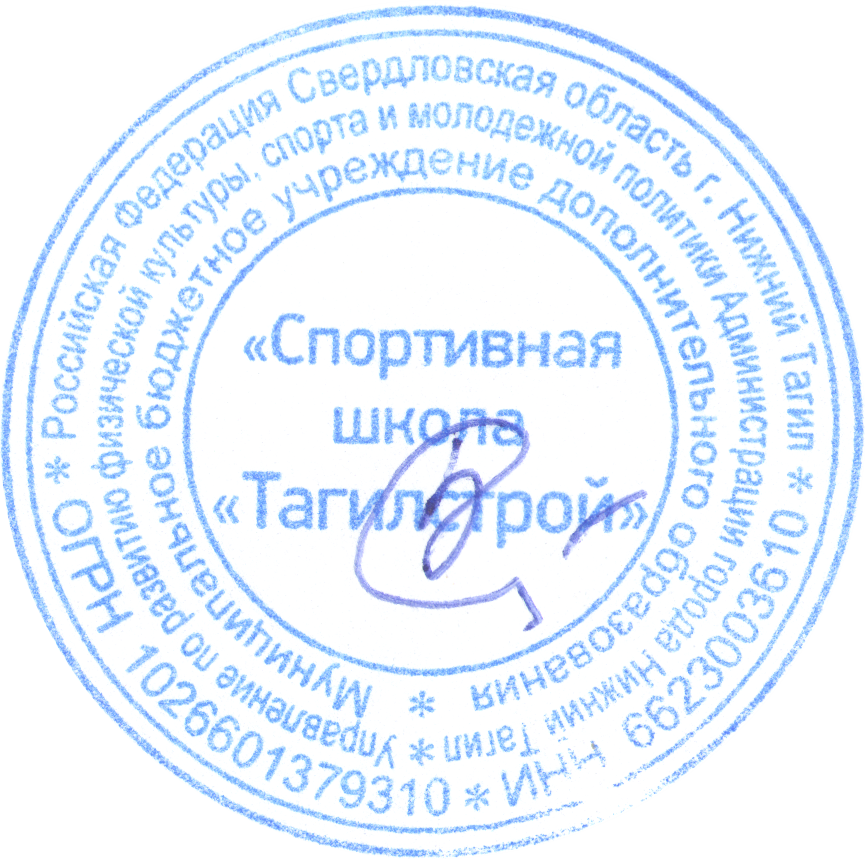 * Российская Федерация Свердловская область г. Нижний Тагил *
ОГРН 1026601379310 * ИНН 6623003610
* Управление по развитию физической культуры, спорта и молодежной политики Администрации города Нижний Тагил
* Муниципальное бюджетное учреждение дополнительного образования
«Спортивная
школа
«Тагилстрой»